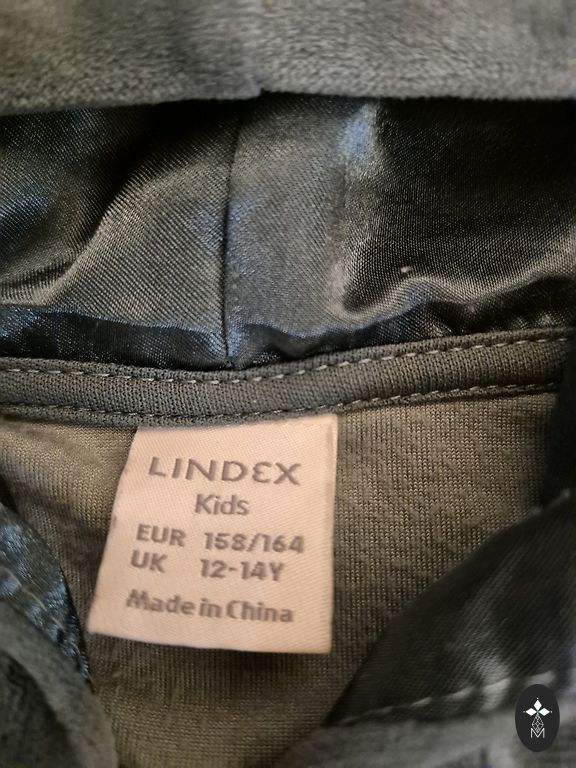 LINDEX
Kids
EUR 158/164
UK 12-14Y
Made in China
M